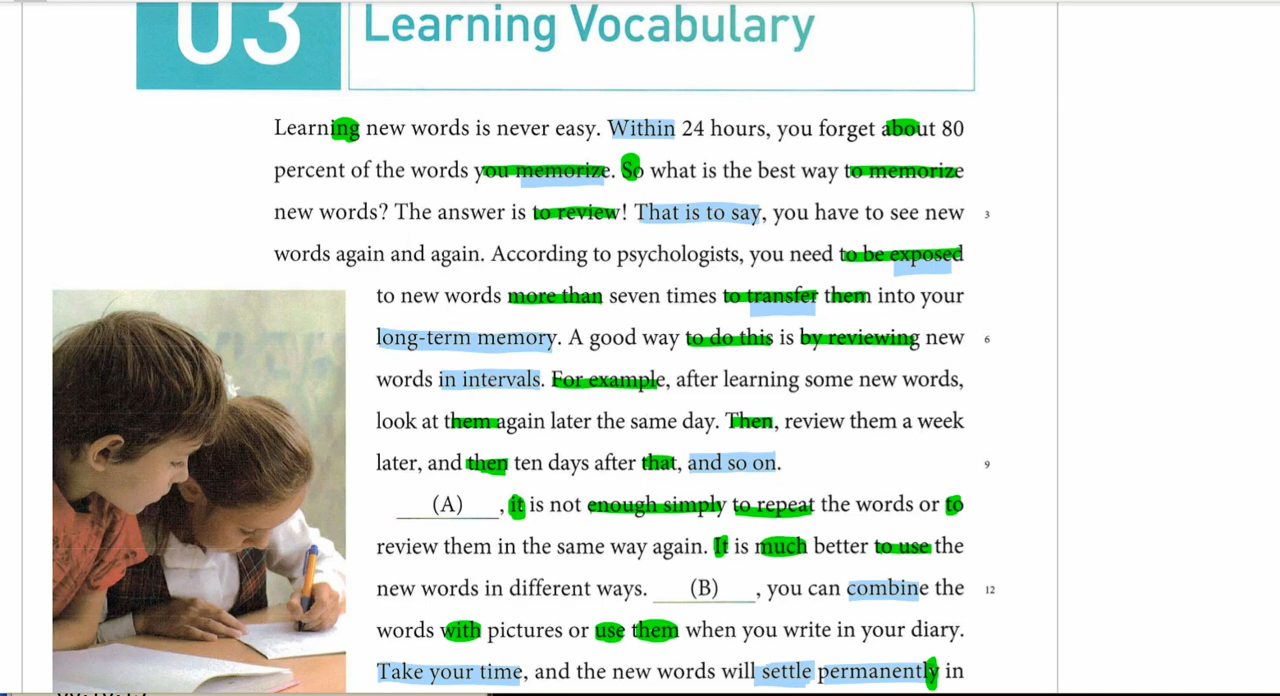 03
Learning Vocabulary
Learning new words is never easy. Within 24 hours, you forget about 80
percent of the words you memorize. So what is the best way to memorize
new words? The answer is to review! That is to say, you have to see new
3
words again and again. According to psychologists, you need to be exposed
to new words more than seven times to transfer them into your
long-term memory. A good way to do this is by reviewing new
6
words in intervals. For example, after learning some new words,
look at them again later the same day. Then, review them a week
later, and then ten days after that, and so on.
9
(A) , it is not enough simply to repeat the words or to
review them in the same way again. It is much better to use the
new words in different ways. (B) , you can combine the
12
words with pictures or use them when you write in your diary.
Take your time, and the new words will settle permanently in